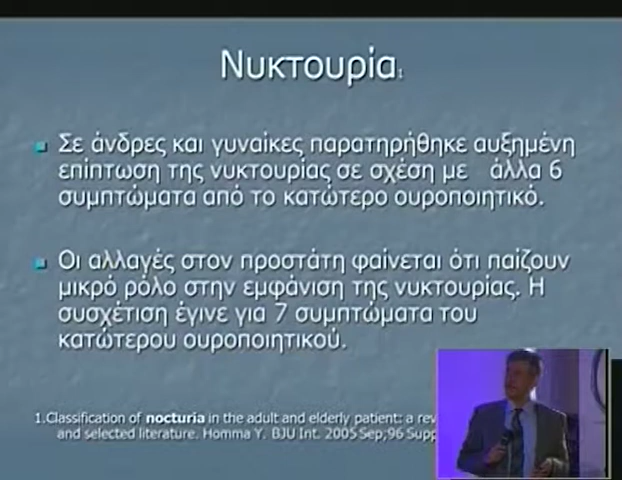 Νυκτουρία1
Σε άνδρες και γυναίκες παρατηρήθηκε αυξημένη
επίπτωση της νυκτουρίας σε σχέση με άλλα 6
συμπτώματα από το κατώτερο ουροποιητικό.
Οι αλλαγές στον προστάτη φαίνεται ότι παίζουν
μικρό ρόλο στην εμφάνιση της νυκτουρίας. Η
συσχέτιση έγινε για 7 συμπτώματα του
κατώτερου ουροποιητικού.
1.Classification of nocturia in the adult and elderly patient: a
and selected literature. Homma Y. BJU Int. 2005 Sep;96